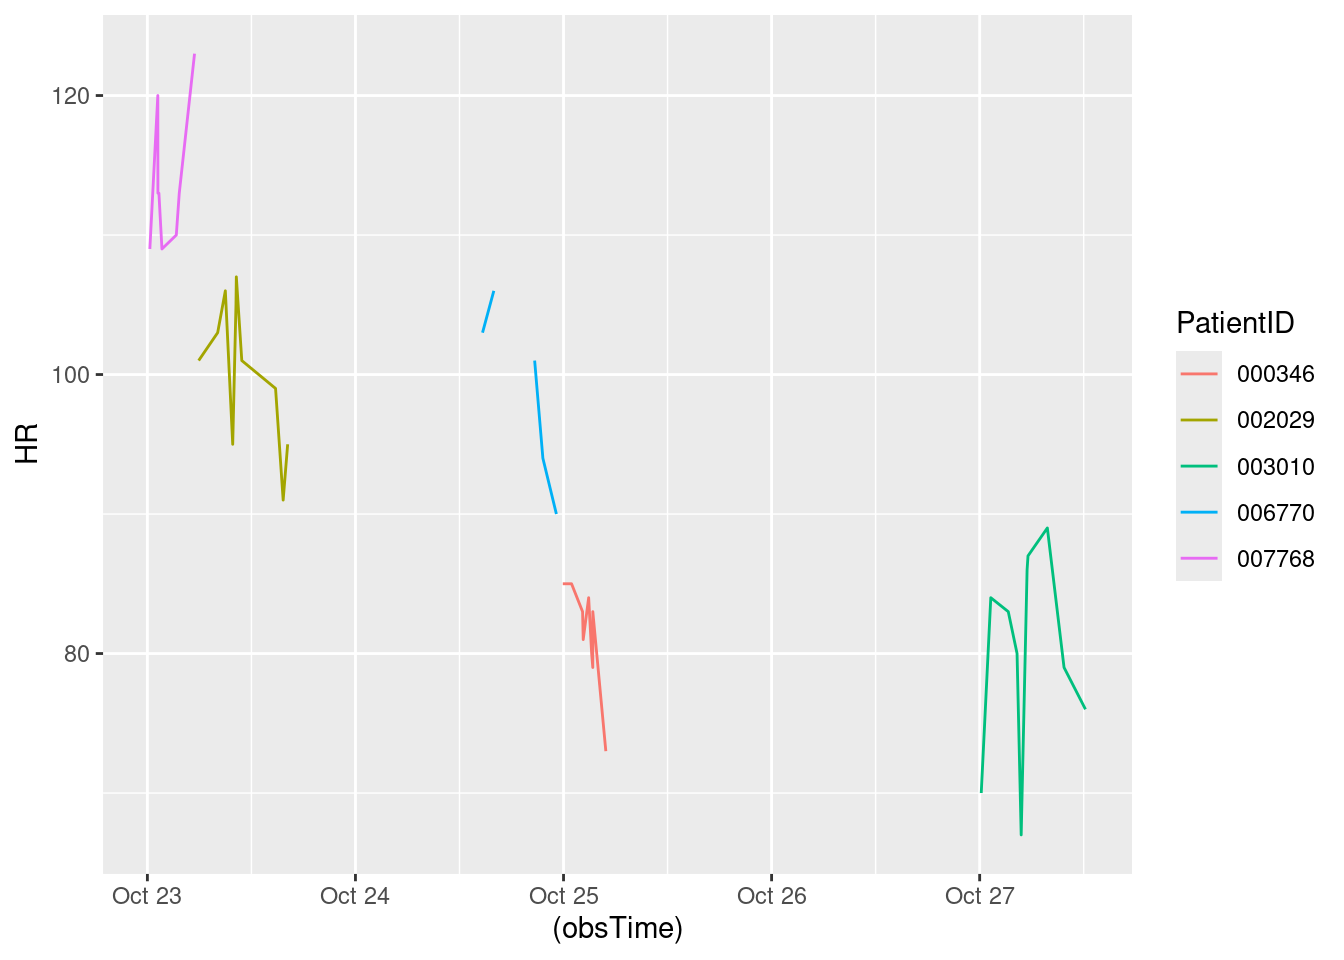 120
100
80
HR
Oct 23
Oct 24
Oct 25
Oct 26
Oct 27
(obsTime)
PatientID
000346
002029
003010
006770
007768